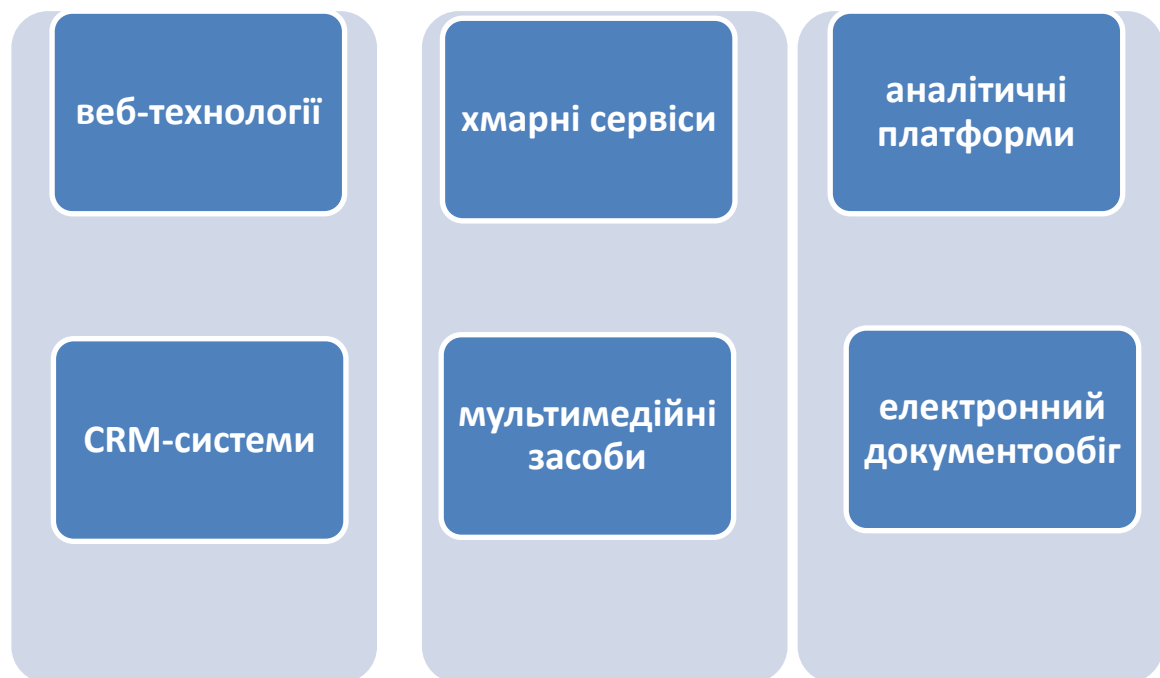 веб-технології
хмарні сервіси
аналітичні
платформи
CRM-системи
мультимедійні
засоби
електронний
документообіг